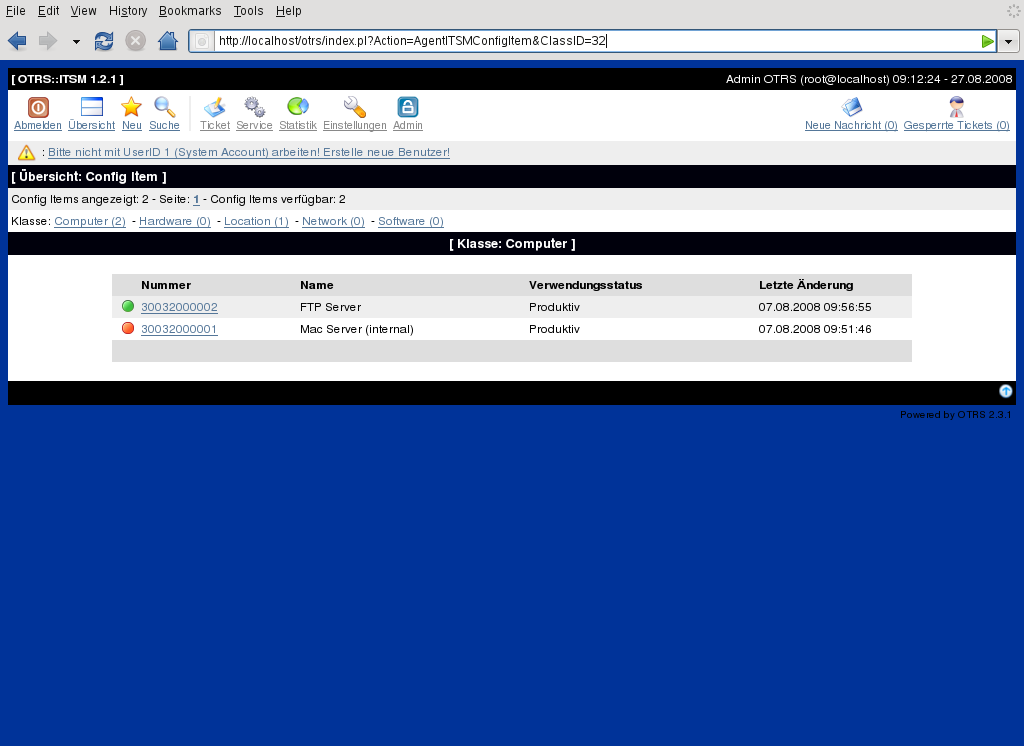 File Edit View History Bookmarks Tools Help
http://localhost/otrs/index.pl?Action=AgentITSMConfigItem&ClassID=32
[ OTRS::ITSM 1.2.1 ] Admin OTRS (root@localhost) 09:12:24 - 27.08.2008
Abmelden Übersicht Neu Suche Ticket Service Statistik Einstellungen Admin Neue Nachricht (0) Gesperrte Tickets (0)
: Bitte nicht mit UserID 1 (System Account) arbeiten! Erstelle neue Benutzer!
[ Übersicht: Config Item ]
Config Items angezeigt: 2 - Seite: 1 - Config Items verfügbar: 2
Klasse: Computer (2) - Hardware (0) - Location (1) - Network (0) - Software (0)
[ Klasse: Computer ]
Nummer Name Verwendungsstatus Letzte Änderung
30032000002 FTP Server Produktiv 07.08.2008 09:56:55
30032000001 Mac Server (internal) Produktiv 07.08.2008 09:51:46
Powered by OTRS 2.3.1